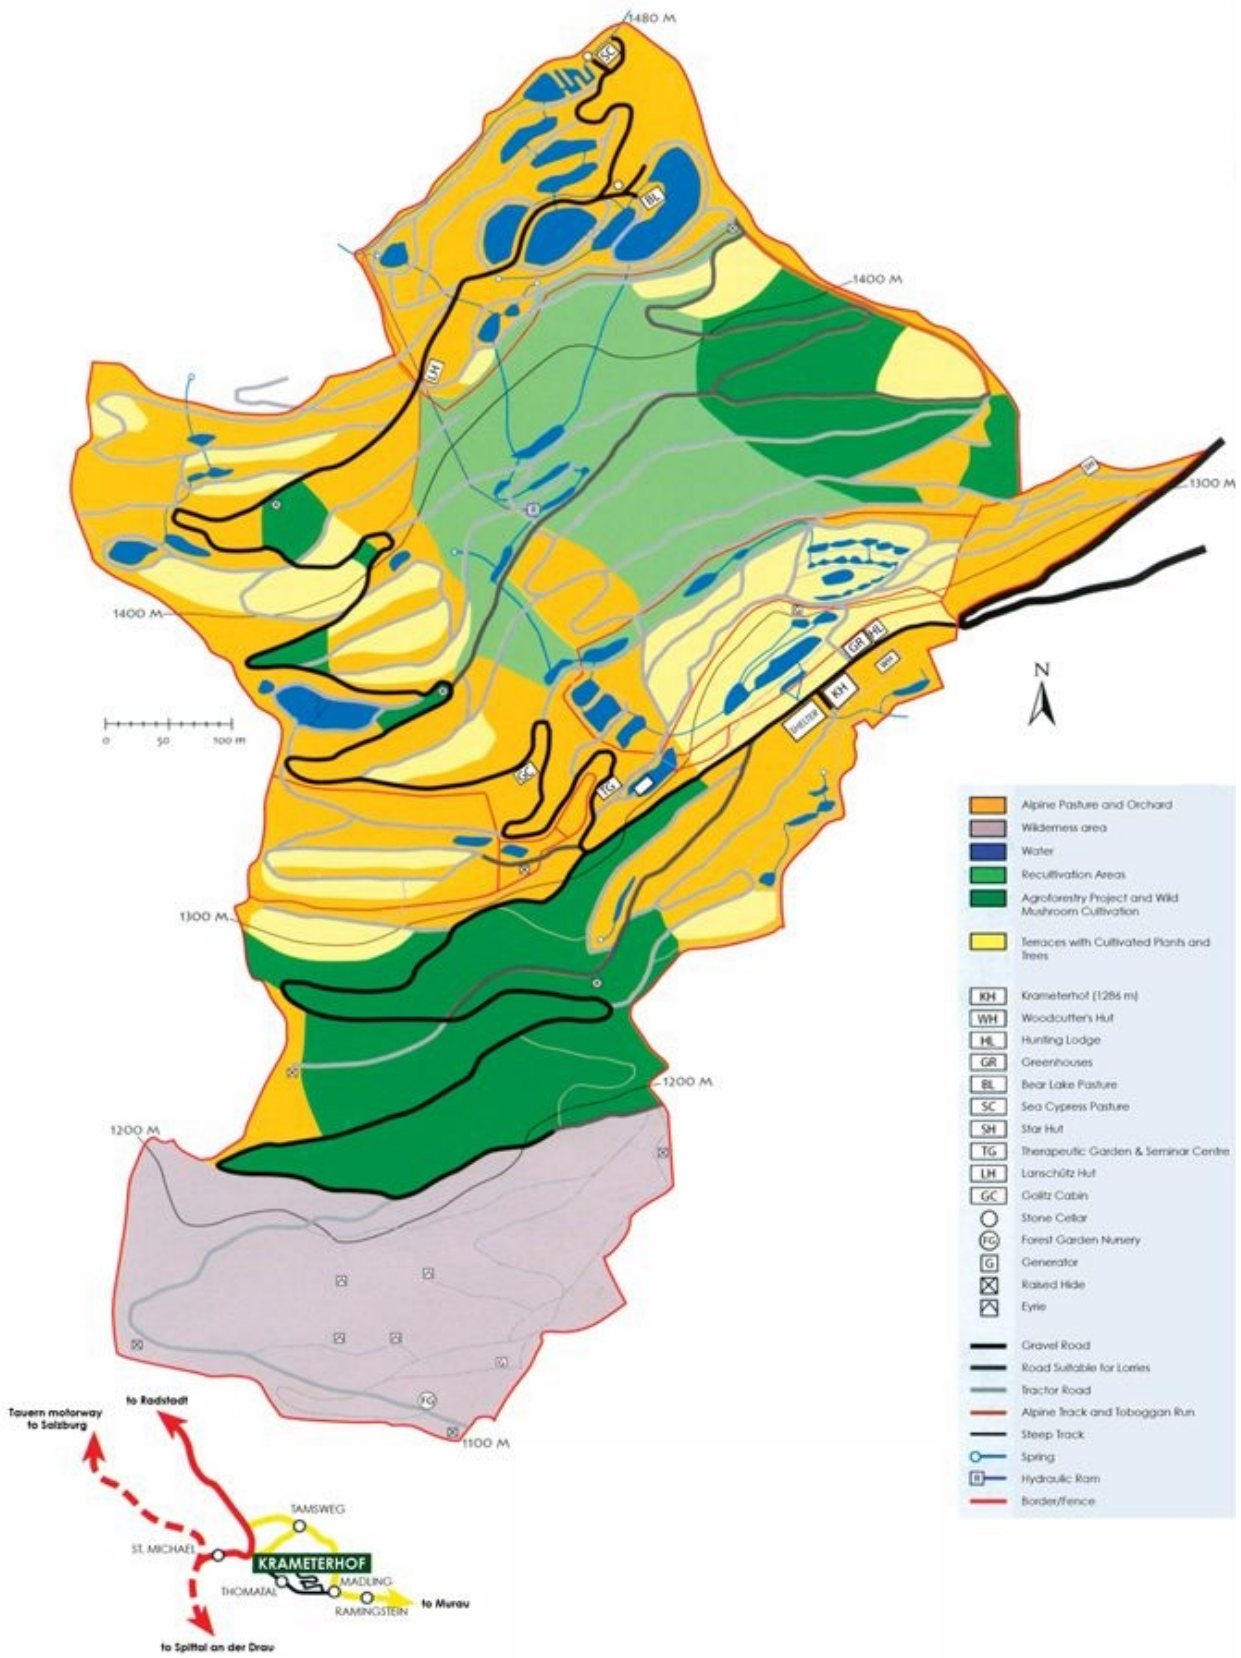 1480 M
SC
BL
1400 M
LH
SH
1300 M
1400 M
HL
GR
WH
KH
SHELTER
N
0 50 100 m
GC
TG
1300 M
1200 M
1200 M
G
FG
1100 M
Alpine Pasture and Orchard
Wilderness area
Water
Recultivation Areas
Agroforestry Project and Wild
Mushroom Cultivation
Terraces with Cultivated Plants and
Trees
KH Krameterhof (1286 m)
WH Woodcutter's Hut
HL Hunting Lodge
GR Greenhouses
BL Bear Lake Pasture
SC Sea Cypress Pasture
SH Star Hut
TG Therapeutic Garden & Seminar Centre
LH Lanschütz Hut
GC Golitz Cabin
Stone Cellar
FG Forest Garden Nursery
G Generator
Raised Hide
Eyrie
Gravel Road
Road Suitable for Lorries
Tractor Road
Alpine Track and Toboggan Run
Steep Track
Spring
Hydraulic Ram
Border/Fence
to Radstadt
Tauern motorway
to Salzburg
TAMSWEG
ST. MICHAEL
KRAMETERHOF
THOMATAL
MADLING
RAMINGSTEIN
to Murau
to Spittal an der Drau